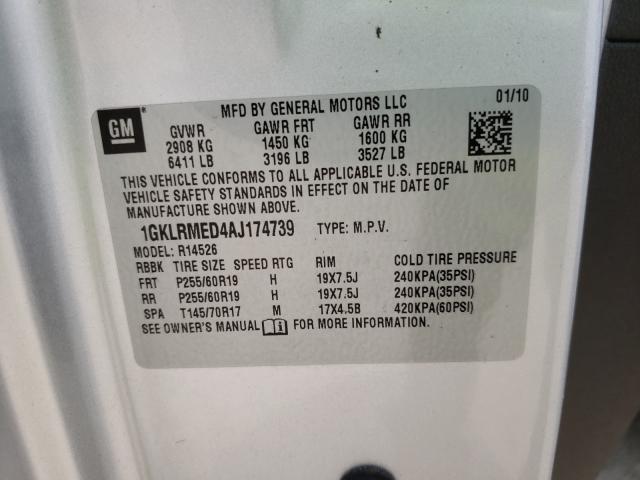 GM
MFD BY GENERAL MOTORS LLC 01/10
GVWR GAWR FRT GAWR RR
2908 KG 1450 KG 1600 KG
6411 LB 3196 LB 3527 LB
THIS VEHICLE CONFORMS TO ALL APPLICABLE U.S. FEDERAL MOTOR
VEHICLE SAFETY STANDARDS IN EFFECT ON THE DATE OF
MANUFACTURE SHOWN ABOVE.
1GKLRMED4AJ174739 TYPE: M.P.V.
MODEL: R14526
RBBK TIRE SIZE SPEED RTG RIM COLD TIRE PRESSURE
FRT P255/60R19 H 19X7.5J 240KPA(35PSI)
RR P255/60R19 H 19X7.5J 240KPA(35PSI)
SPA T145/70R17 M 17X4.5B 420KPA(60PSI)
SEE OWNER'S MANUAL FOR MORE INFORMATION.